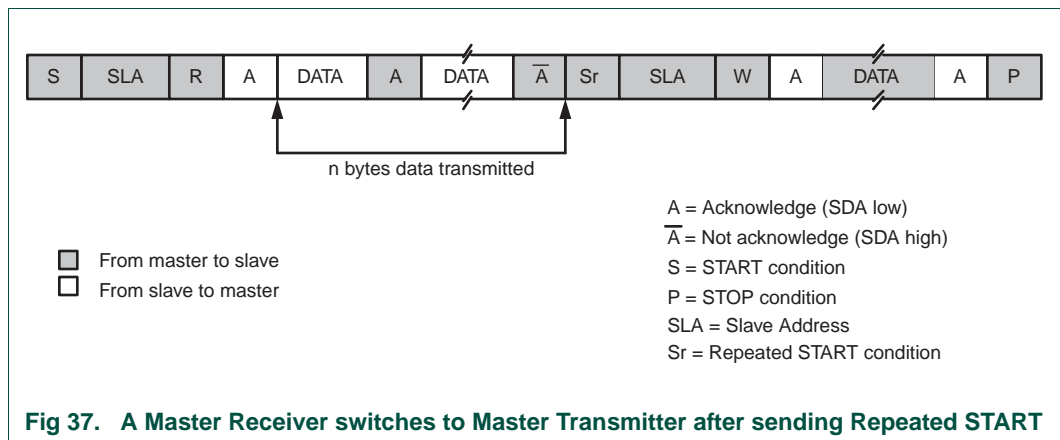 S SLA R A DATA A DATA A̅ Sr SLA W A DATA A P
n bytes data transmitted
From master to slave
From slave to master
A = Acknowledge (SDA low)
A̅ = Not acknowledge (SDA high)
S = START condition
P = STOP condition
SLA = Slave Address
Sr = Repeated START condition
Fig 37. A Master Receiver switches to Master Transmitter after sending Repeated START